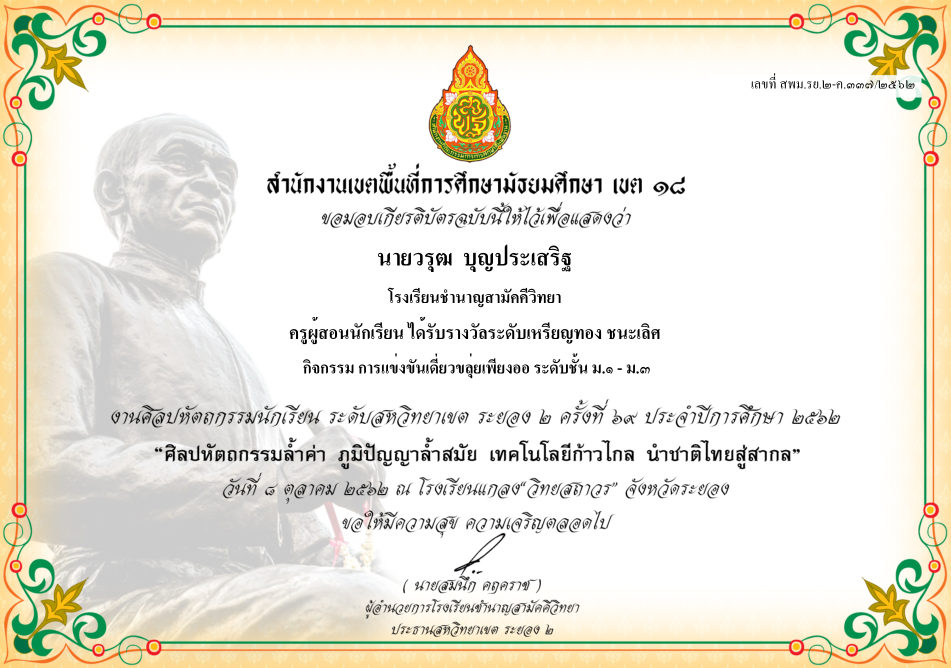 เลขที่ สพม.รย.๒-ค.๓๓๗/๒๕๖๒
สำนักงานเขตพื้นที่การศึกษามัธยมศึกษา เขต ๑๘
ขอมอบเกียรติบัตรฉบับนี้ให้ไว้เพื่อแสดงว่า
นายวรุฒ บุญประเสริฐ
โรงเรียนชำนาญสามัคคีวิทยา
ครูผู้สอนนักเรียน ได้รับรางวัลระดับเหรียญทอง ชนะเลิศ
กิจกรรม การแข่งขันเดี่ยวขลุ่ยเพียงออ ระดับชั้น ม.๑ - ม.๓
งานศิลปหัตถกรรมนักเรียน ระดับสหวิทยาเขต ระยอง ๒ ครั้งที่ ๖๙ ประจำปีการศึกษา ๒๕๖๒
“ศิลปหัตถกรรมล้ำค่า ภูมิปัญญาล้ำสมัย เทคโนโลยีก้าวไกล นำชาติไทยสู่สากล”
วันที่ ๘ ตุลาคม ๒๕๖๒ ณ โรงเรียนแกลง“วิทยสถาวร” จังหวัดระยอง
ขอให้มีความสุข ความเจริญตลอดไป
( นายสมนึก คฤคราช )
ผู้อำนวยการโรงเรียนชำนาญสามัคคีวิทยา
ประธานสหวิทยาเขต ระยอง ๒